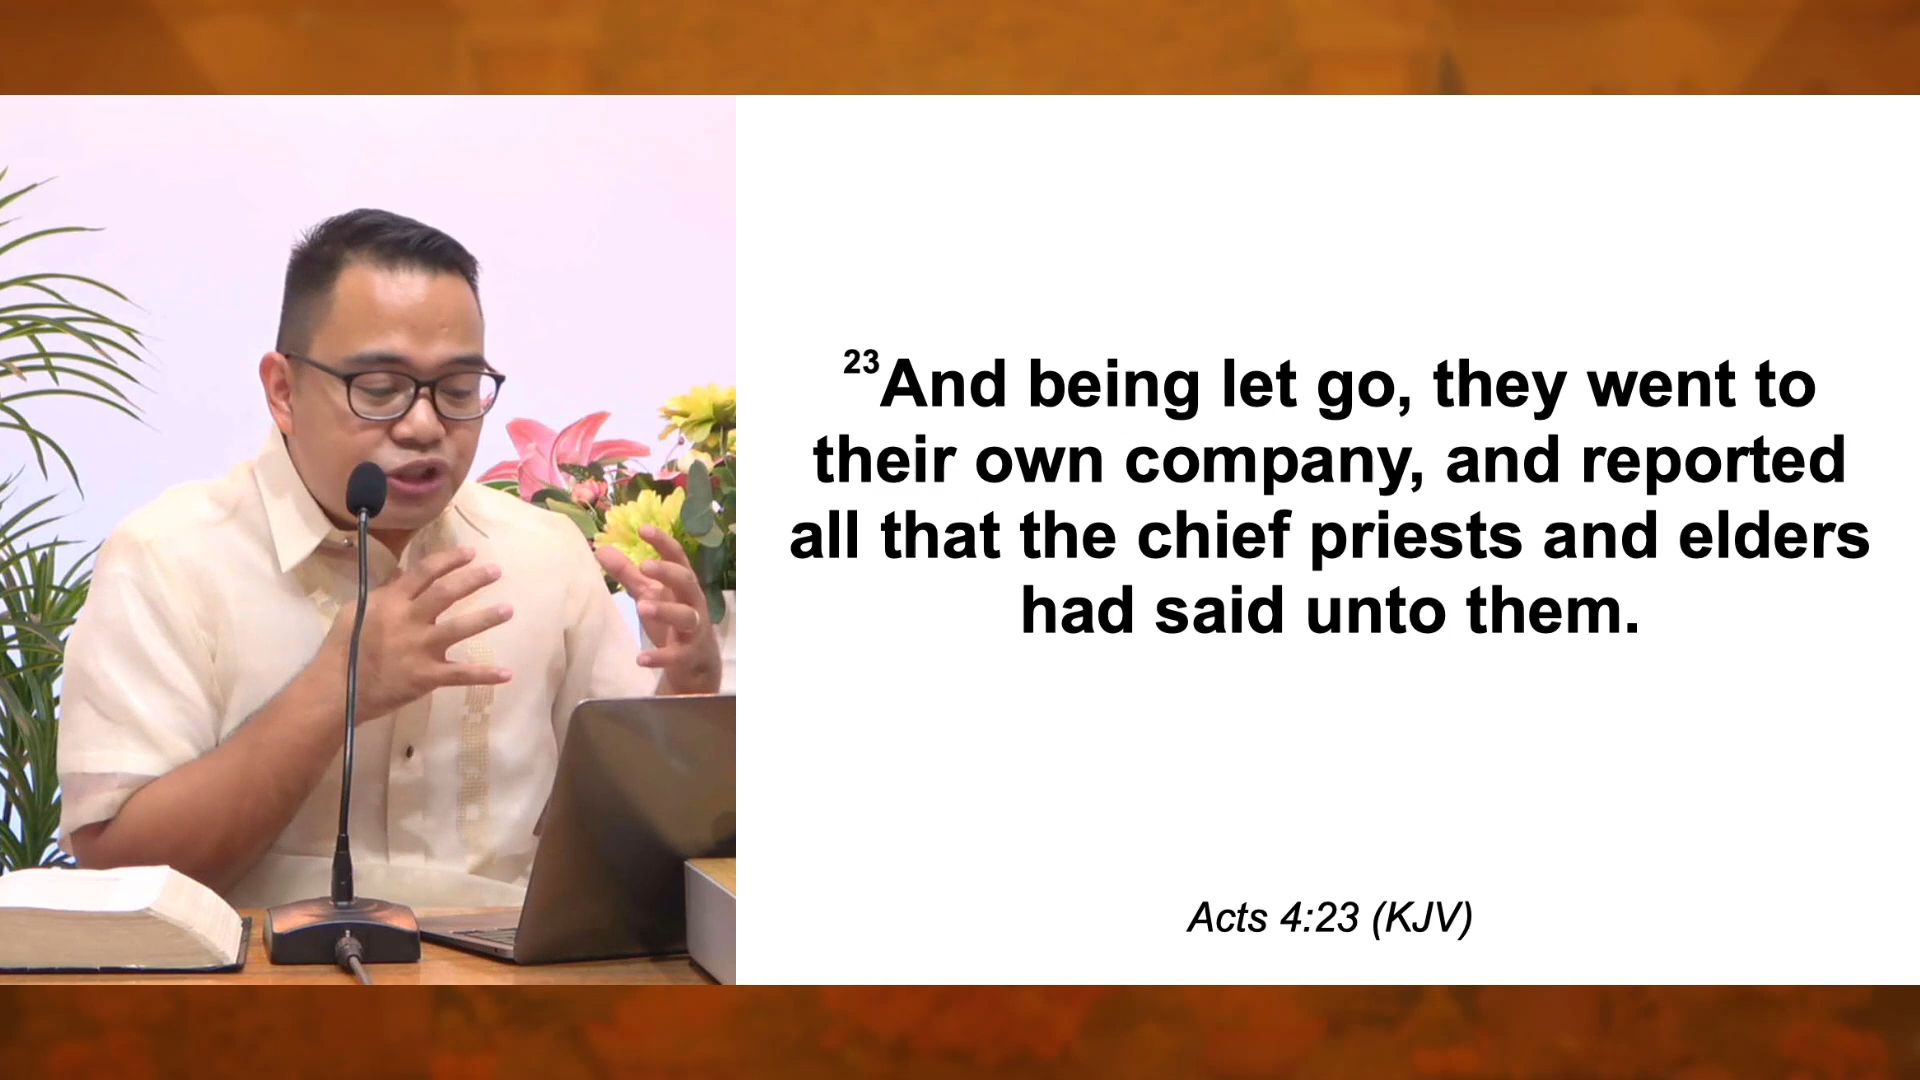 ²³And being let go, they went to
their own company, and reported
all that the chief priests and elders
had said unto them.
Acts 4:23 (KJV)